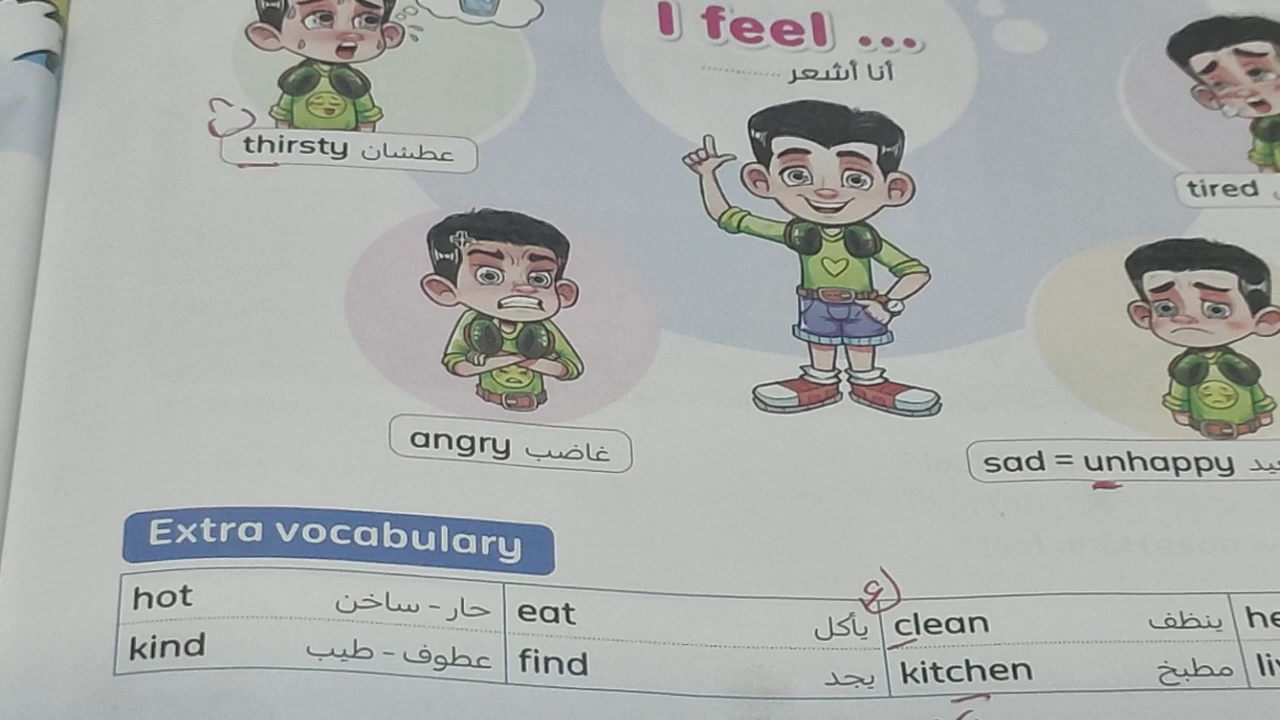 I feel ...
أنا أشعر ............
thirsty عطشان
tired
angry غاضب
sad = unhappy
Extra vocabulary
hot حار - ساخن
eat يأكل
clean ينظف
kind عطوف - طيب
find يجد
kitchen مطبخ